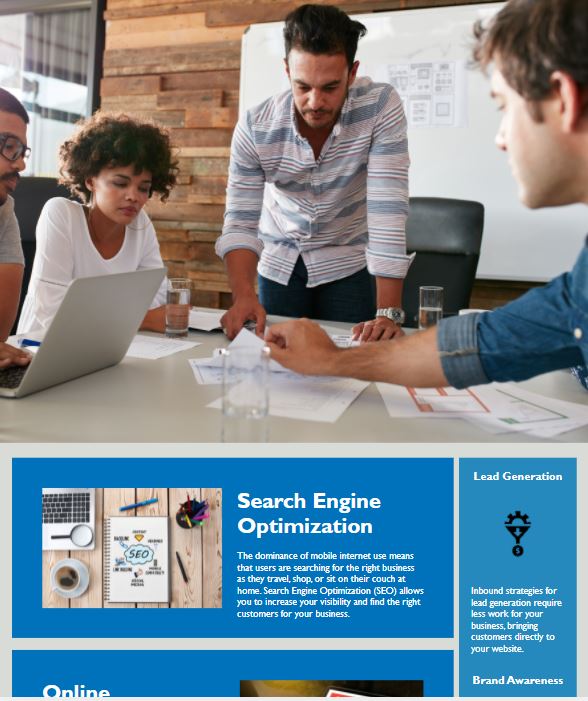 Search Engine
Optimization
The dominance of mobile internet use means
that users are searching for the right business
as they travel, shop, or sit on their couch at
home. Search Engine Optimization (SEO) allows
you to increase your visibility and find the right
customers for your business.
SEO
Lead Generation
Inbound strategies for
lead generation require
less work for your
business, bringing
customers directly to
your website.
Brand Awareness
Online